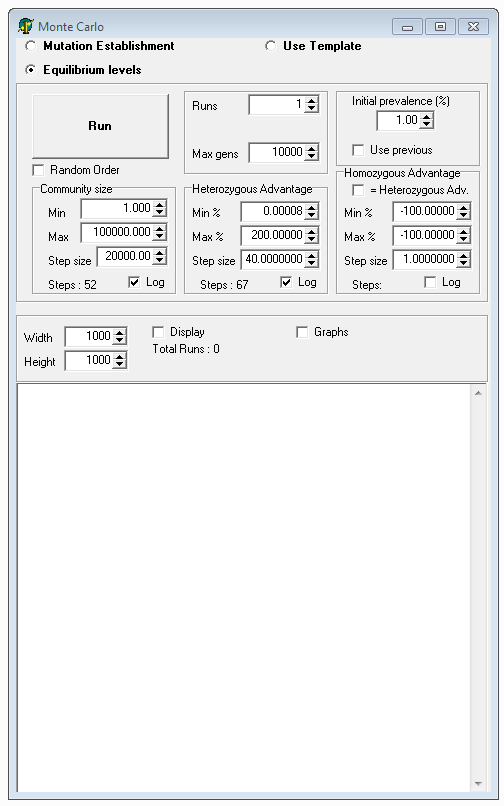 Monte Carlo
Mutation Establishment
Use Template
Equilibrium levels
Run
Runs 1
Max gens 10000
Initial prevalence (%)
1.00
Use previous
Random Order
Community size
Min 1.000
Max 100000.000
Step size 20000.00
Steps : 52 Log
Heterozygous Advantage
Min % 0.00008
Max % 200.00000
Step size 40.0000000
Steps : 67 Log
Homozygous Advantage
= Heterozygous Adv.
Min % -100.00000
Max % -100.00000
Step size 1.0000000
Steps: Log
Width 1000
Height 1000
Display
Total Runs : 0
Graphs